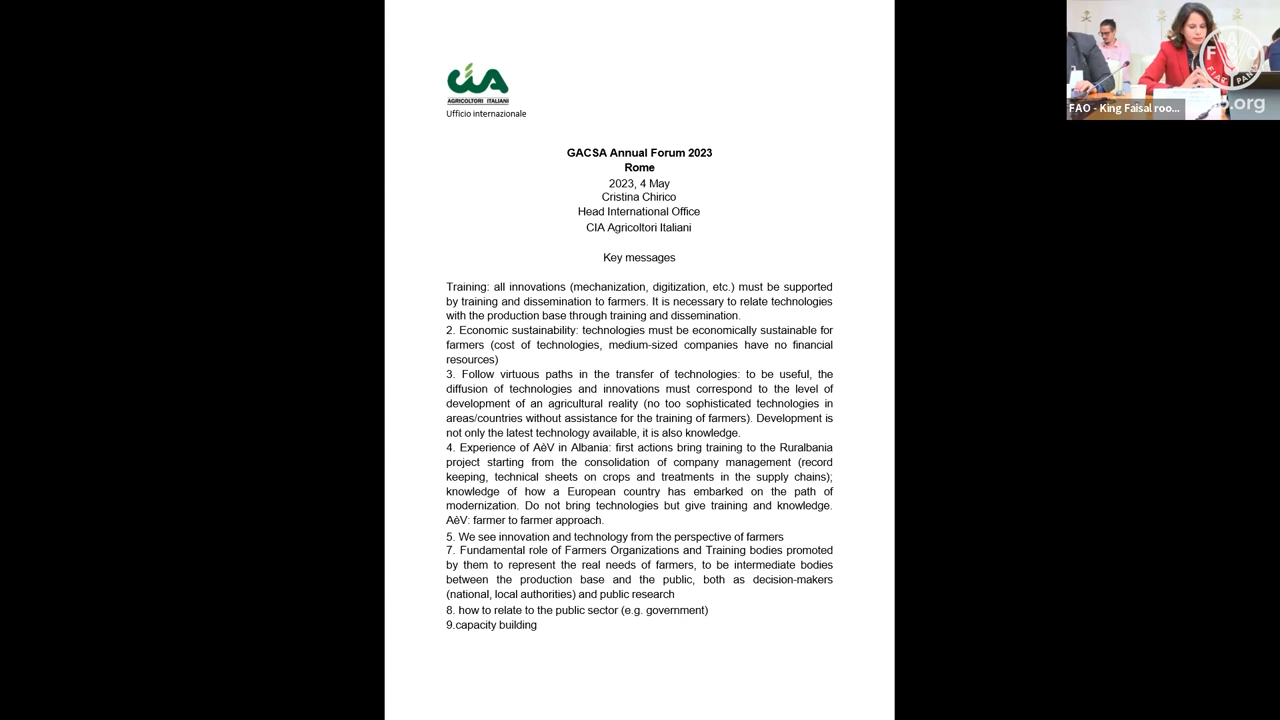 CIA
AGRICOLTORI ITALIANI
Ufficio internazionale
GACSA Annual Forum 2023
Rome
2023, 4 May
Cristina Chirico
Head International Office
CIA Agricoltori Italiani
Key messages
Training: all innovations (mechanization, digitization, etc.) must be supported
by training and dissemination to farmers. It is necessary to relate technologies
with the production base through training and dissemination.
2. Economic sustainability: technologies must be economically sustainable for
farmers (cost of technologies, medium-sized companies have no financial
resources)
3. Follow virtuous paths in the transfer of technologies: to be useful, the
diffusion of technologies and innovations must correspond to the level of
development of an agricultural reality (no too sophisticated technologies in
areas/countries without assistance for the training of farmers). Development is
not only the latest technology available, it is also knowledge.
4. Experience of AèV in Albania: first actions bring training to the Ruralbania
project starting from the consolidation of company management (record
keeping, technical sheets on crops and treatments in the supply chains);
knowledge of how a European country has embarked on the path of
modernization. Do not bring technologies but give training and knowledge.
AèV: farmer to farmer approach.
5. We see innovation and technology from the perspective of farmers
7. Fundamental role of Farmers Organizations and Training bodies promoted
by them to represent the real needs of farmers, to be intermediate bodies
between the production base and the public, both as decision-makers
(national, local authorities) and public research
8. how to relate to the public sector (e.g. government)
9.capacity building
FAO - King Faisal roo...
.org